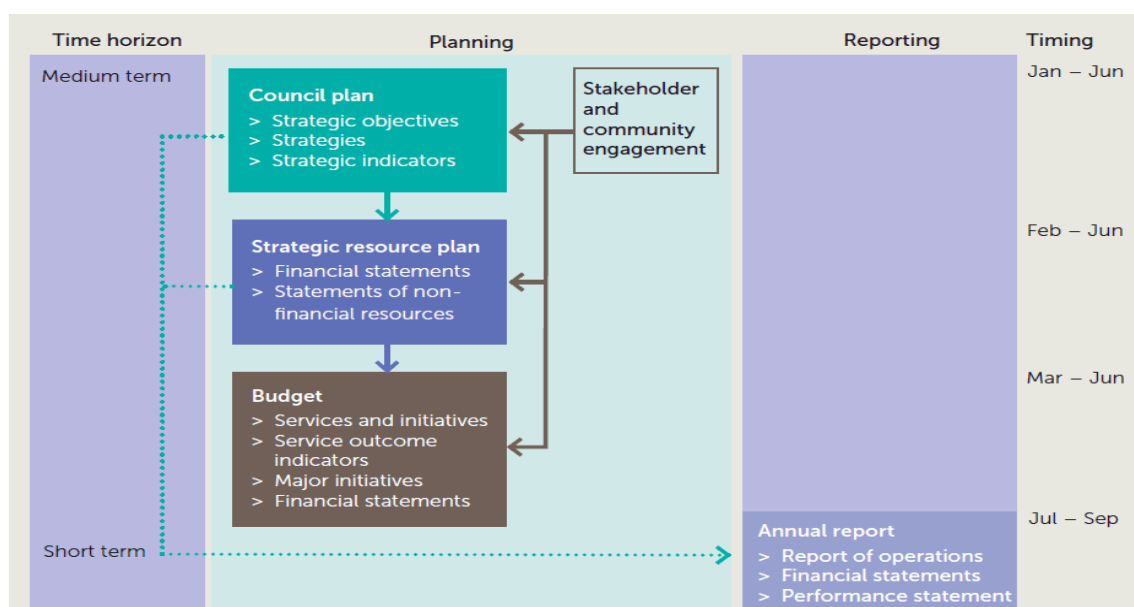 Time horizon
Planning
Reporting
Timing
Medium term
Jan – Jun
Council plan
> Strategic objectives
> Strategies
> Strategic indicators
Stakeholder
and
community
engagement
Feb – Jun
Strategic resource plan
> Financial statements
> Statements of non-
financial resources
Mar – Jun
Budget
> Services and initiatives
> Service outcome
indicators
> Major initiatives
> Financial statements
Jul – Sep
Short term
Annual report
> Report of operations
> Financial statements
> Performance statement